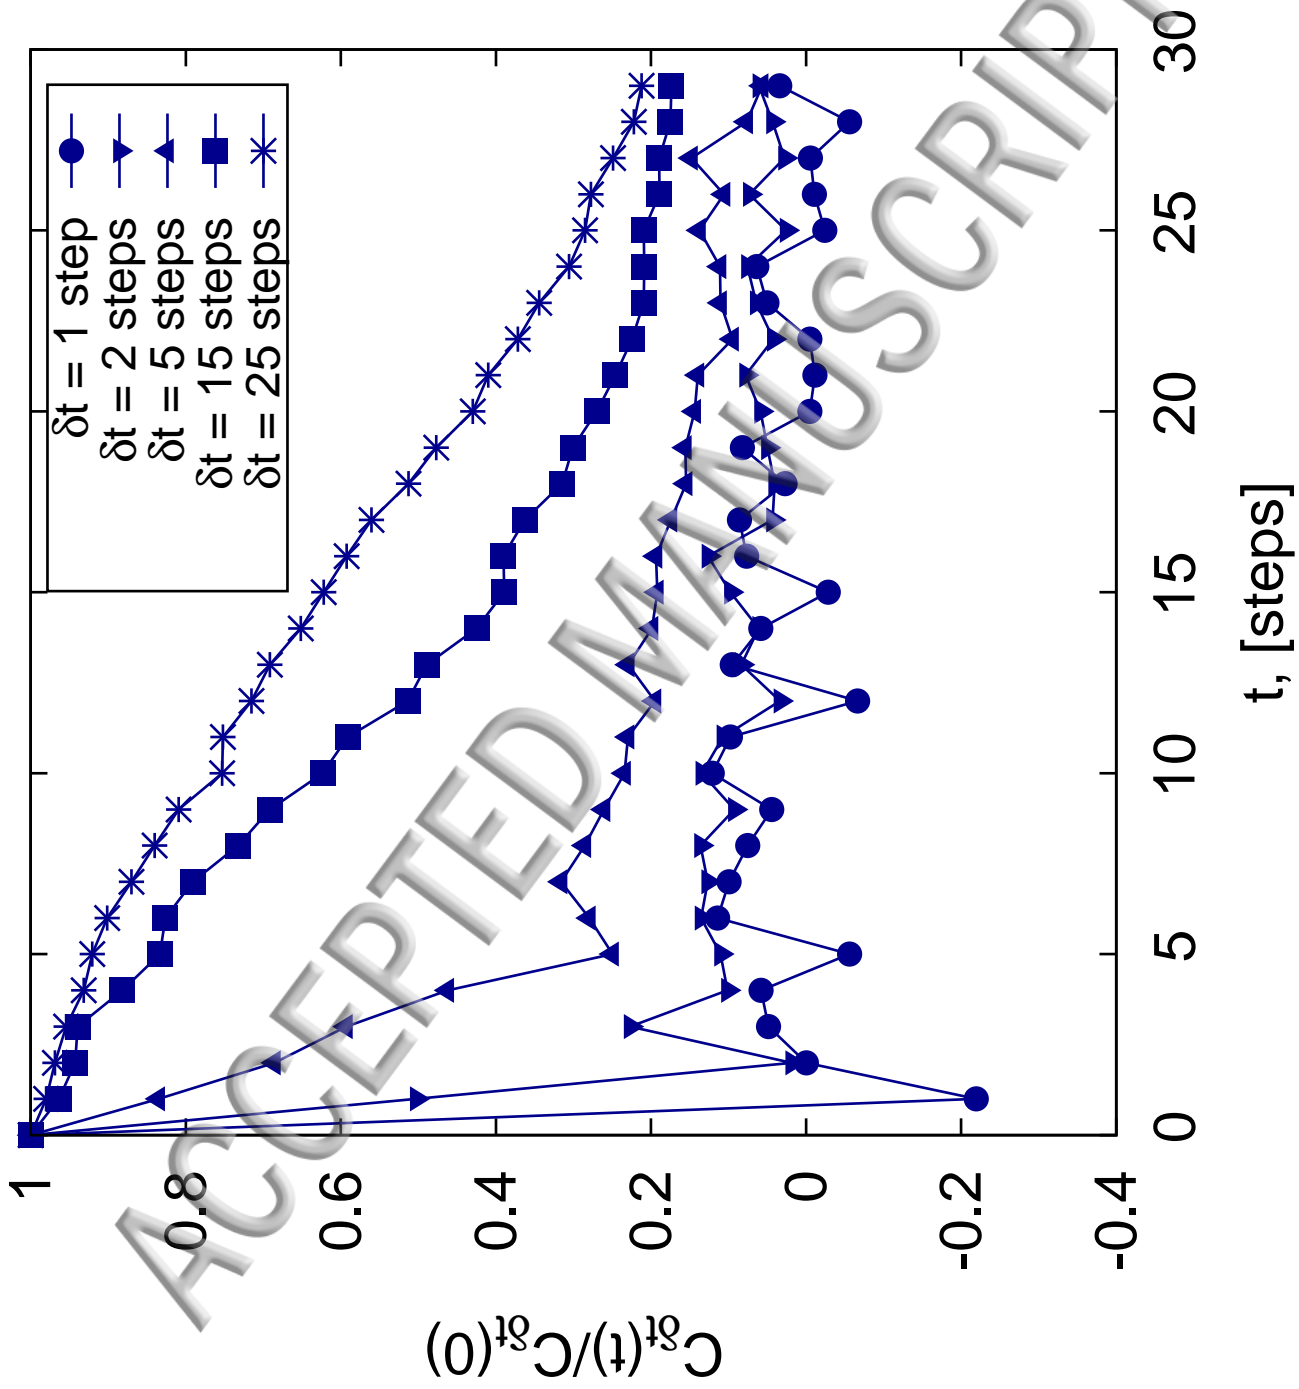 δt = 1 step
δt = 2 steps
δt = 5 steps
δt = 15 steps
δt = 25 steps
1
0.8
0.6
0.4
0.2
0
-0.2
-0.4
0
5
10
15
20
25
30
t, [steps]
Cδt(t)/Cδt(0)
ACCEPTED MANUSCRIPT